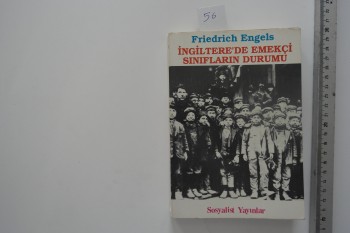 56
Friedrich Engels
İNGİLTERE'DE EMEKÇİ
SINIFLARIN DURUMU
Sosyalist Yayınlar